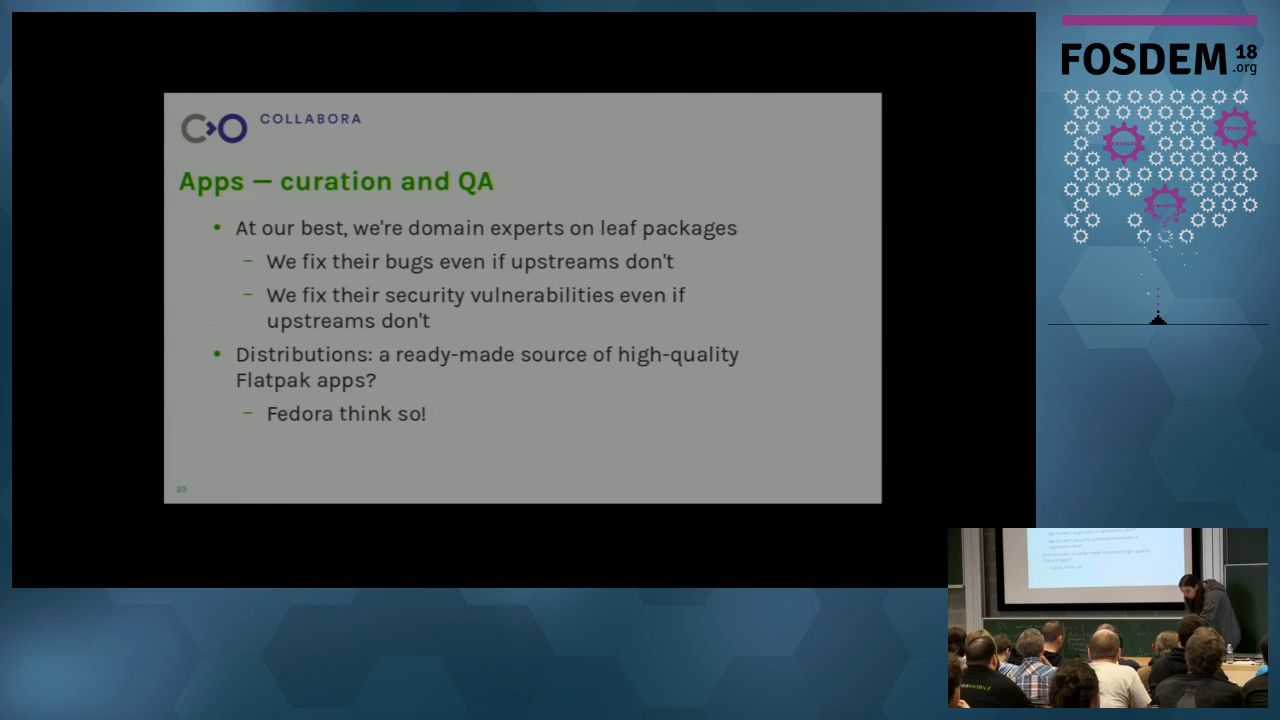 FOSDEM 18
.org
COLLABORA
Apps — curation and QA
• At our best, we're domain experts on leaf packages
– We fix their bugs even if upstreams don't
– We fix their security vulnerabilities even if
upstreams don't
• Distributions: a ready-made source of high-quality
Flatpak apps?
– Fedora think so!
23